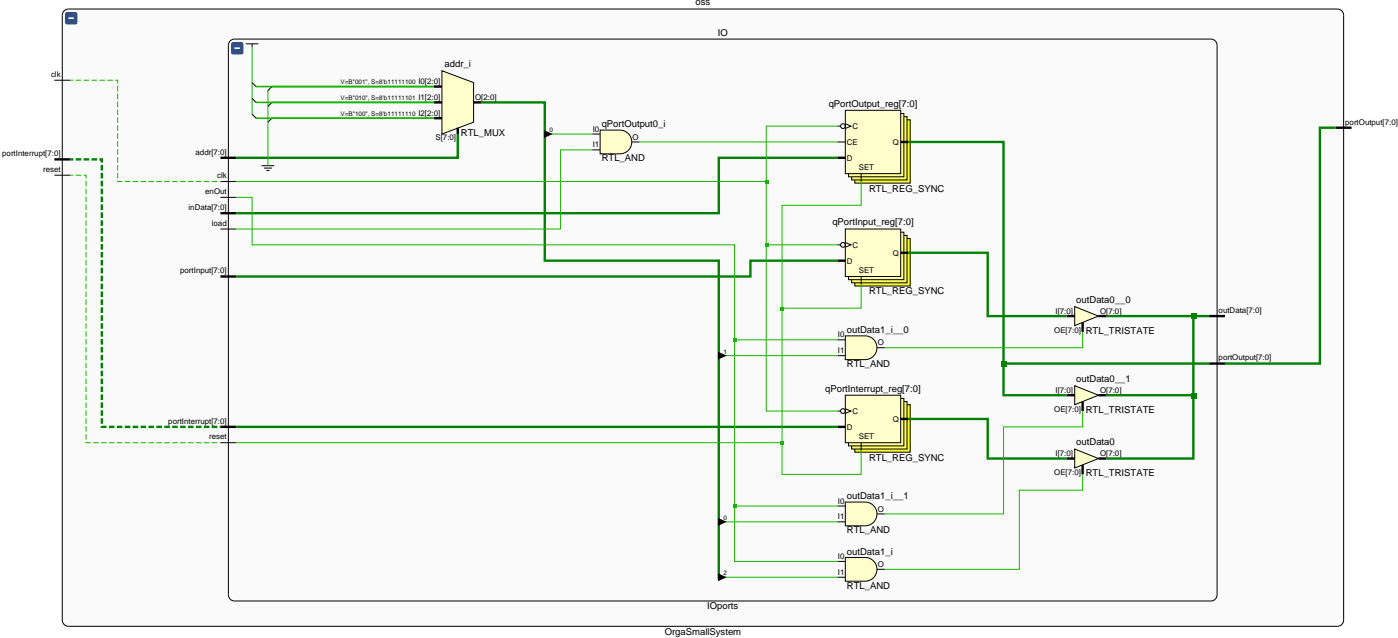 oss
IO
clk
portInterrupt[7:0]
reset
addr_i
V=B"001", S=8'b11111100 I0[2:0]
V=B"010", S=8'b11111101 I1[2:0]
V=B"100", S=8'b11111110 I2[2:0]
O[2:0]
S[7:0]
RTL_MUX
addr[7:0]
clk
enOut
inData[7:0]
load
portInput[7:0]
portInterrupt[7:0]
reset
0
qPortOutput0_i
I0
I1
O
RTL_AND
qPortOutput_reg[7:0]
C
CE
D
Q
SET
RTL_REG_SYNC
qPortInput_reg[7:0]
C
D
Q
SET
RTL_REG_SYNC
outData1_i__0
I0
I1
O
1
RTL_AND
qPortInterrupt_reg[7:0]
C
D
Q
SET
RTL_REG_SYNC
outData1_i__1
I0
I1
O
0
RTL_AND
outData1_i
I0
I1
O
2
RTL_AND
outData0__0
I[7:0]
O[7:0]
OE[7:0]
RTL_TRISTATE
outData0__1
I[7:0]
O[7:0]
OE[7:0]
RTL_TRISTATE
outData0
I[7:0]
O[7:0]
OE[7:0]
RTL_TRISTATE
outData[7:0]
portOutput[7:0]
portOutput[7:0]
IOports
OrgaSmallSystem